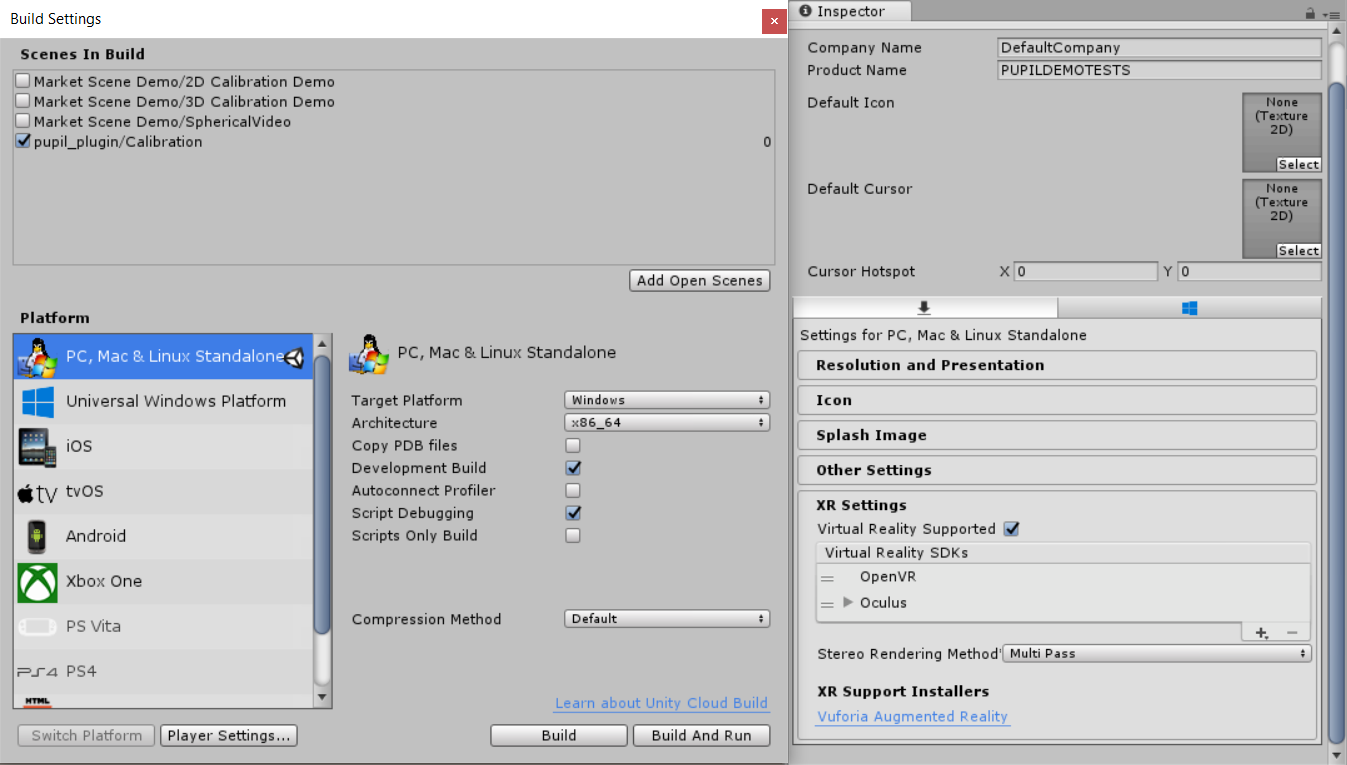 Build Settings
×
Scenes In Build
Market Scene Demo/2D Calibration Demo
Market Scene Demo/3D Calibration Demo
Market Scene Demo/SphericalVideo
pupil_plugin/Calibration 0
Add Open Scenes
Platform
PC, Mac & Linux Standalone
Universal Windows Platform
iOS
tv tvOS
Android
Xbox One
PS Vita
PS4 PS4
HTML
Switch Platform
Player Settings...
PC, Mac & Linux Standalone
Target Platform Windows
Architecture x86_64
Copy PDB files
Development Build
Autoconnect Profiler
Script Debugging
Scripts Only Build
Compression Method Default
Learn about Unity Cloud Build
Build
Build And Run
Inspector
Company Name DefaultCompany
Product Name PUPILDEMOTESTS
Default Icon
None
(Texture
2D)
Select
Default Cursor
None
(Texture
2D)
Select
Cursor Hotspot X 0 Y 0
Settings for PC, Mac & Linux Standalone
Resolution and Presentation
Icon
Splash Image
Other Settings
XR Settings
Virtual Reality Supported
Virtual Reality SDKs
OpenVR
Oculus
Stereo Rendering Method* Multi Pass
XR Support Installers
Vuforia Augmented Reality